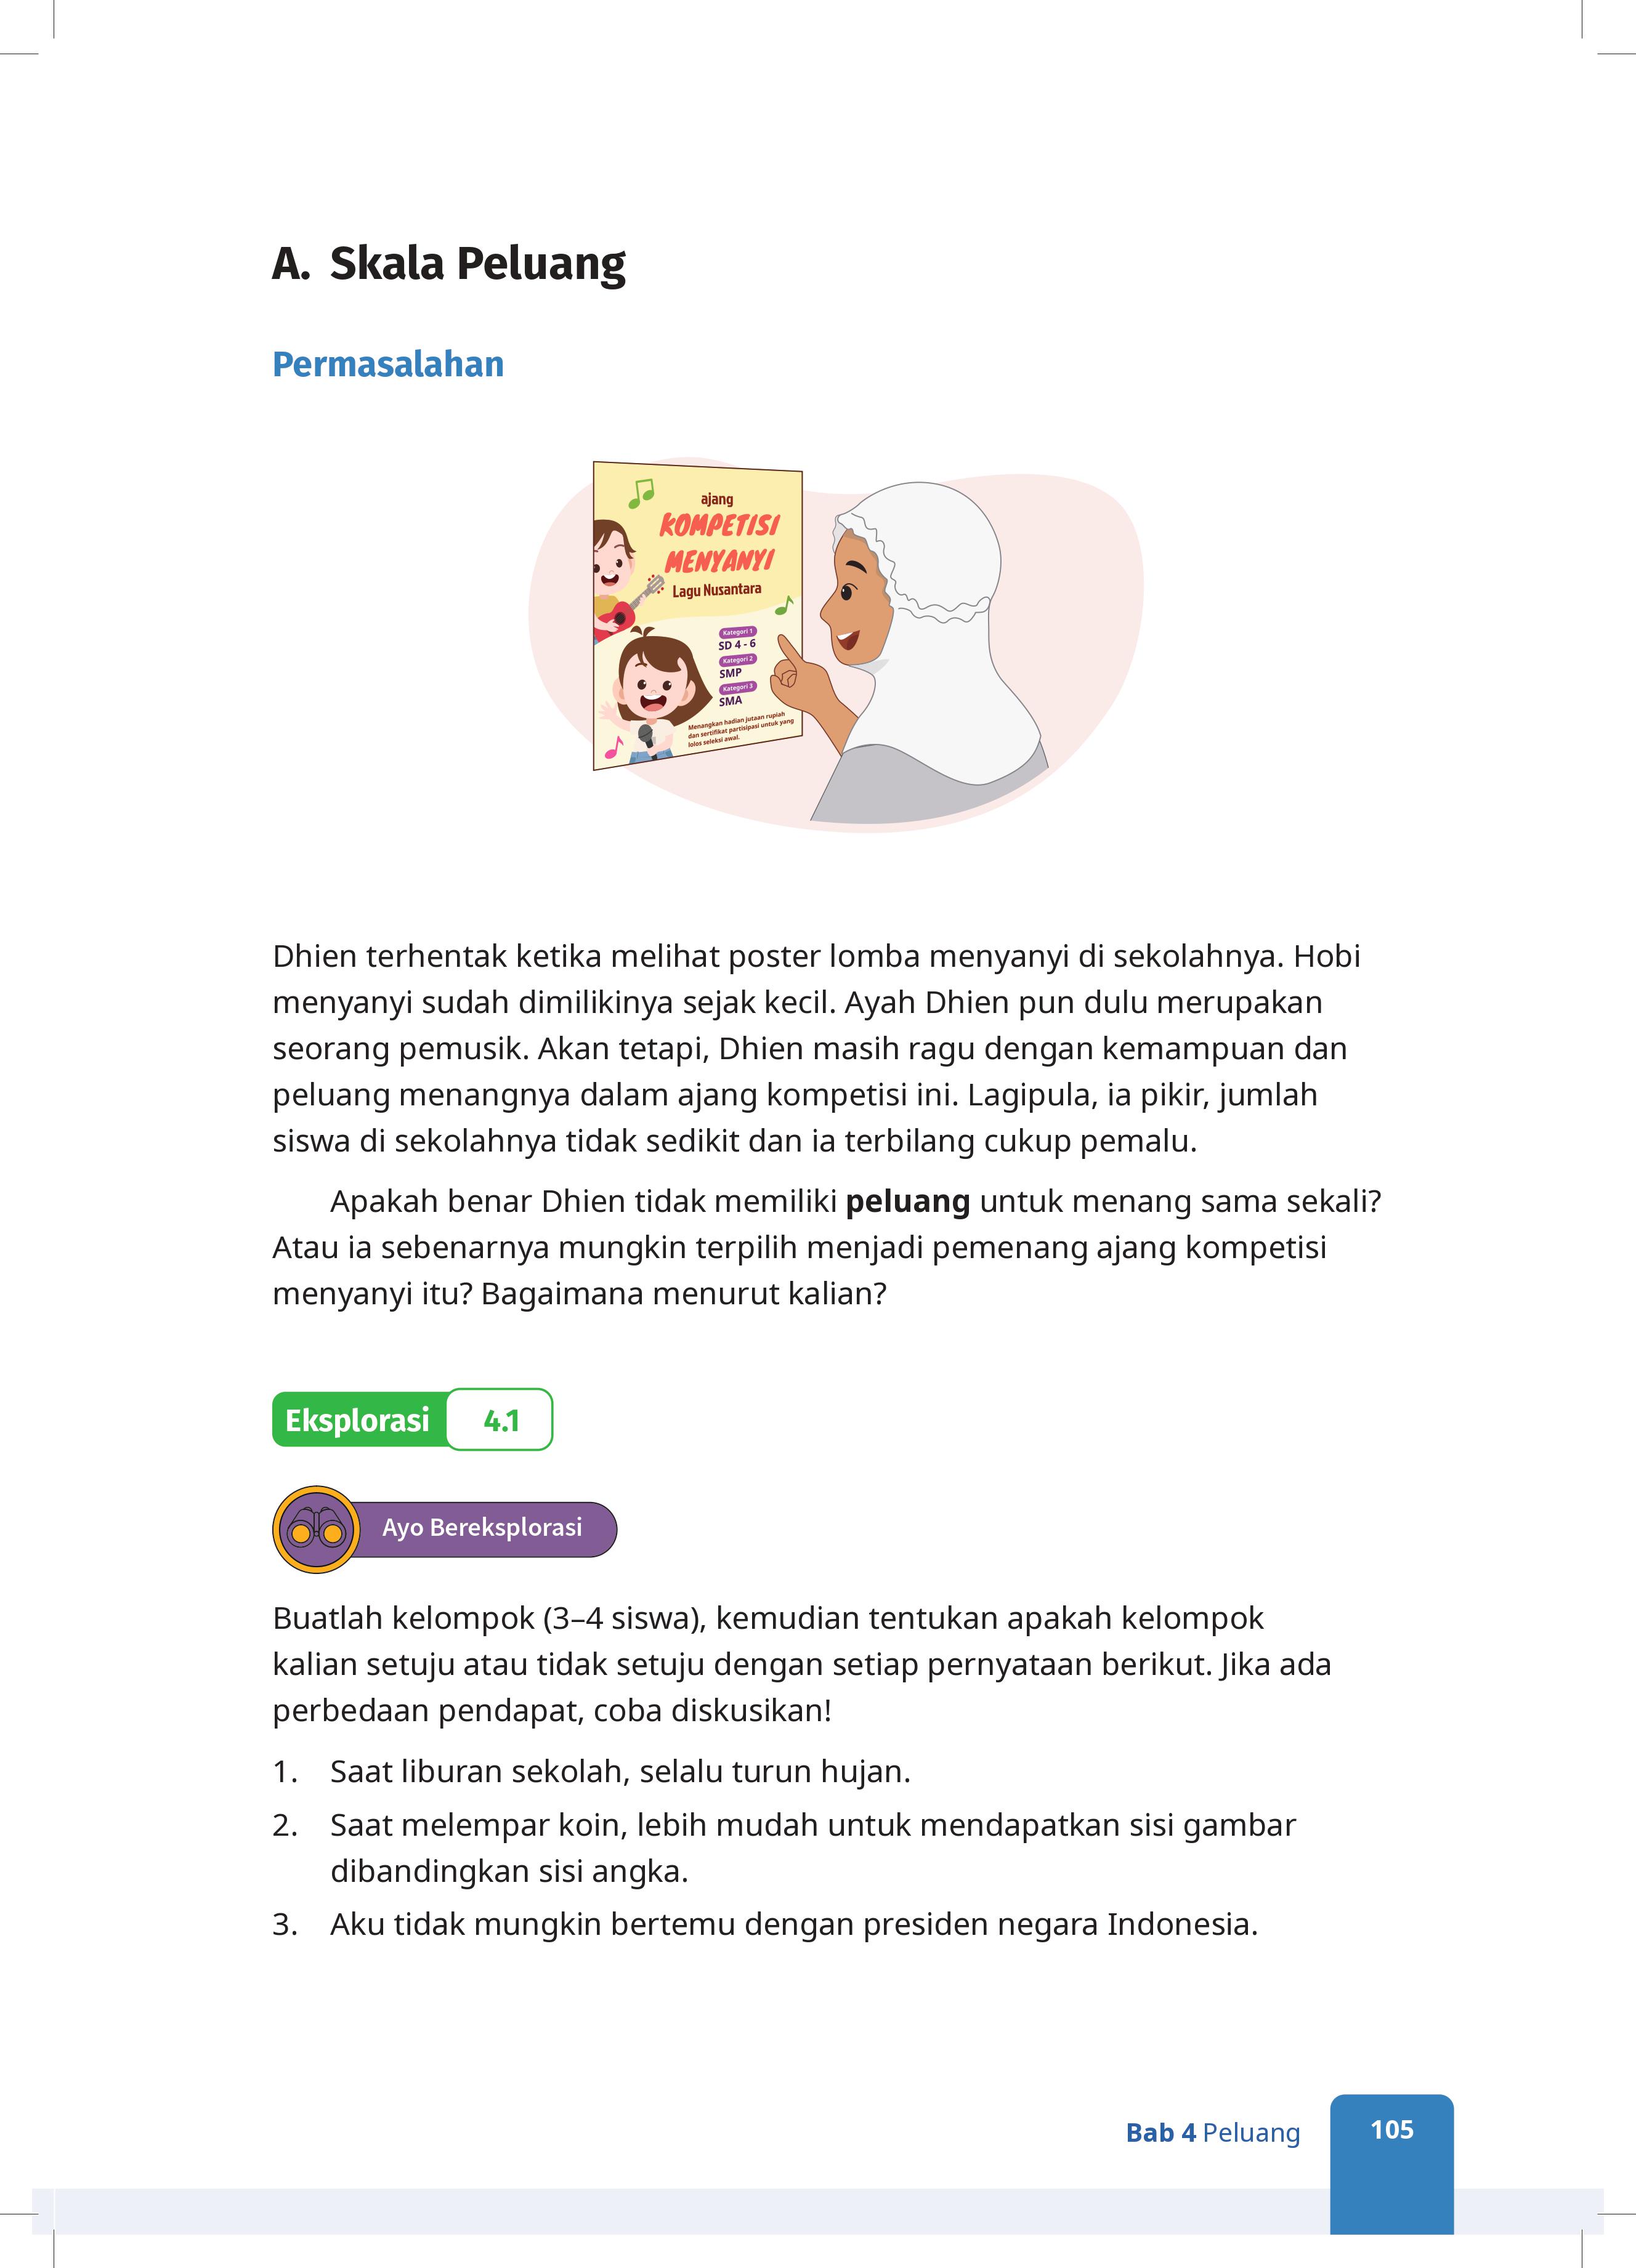 A. Skala Peluang
Permasalahan
ajang
KOMPETISI
MENYANYI
Lagu Nusantara
Kategori 1
SD 4 - 6
Kategori 2
SMP
Kategori 3
SMA
Menangkan hadian jutaan rupiah
dan sertifikat partisipasi untuk yang
lolos seleksi awal.
Dhien terhentak ketika melihat poster lomba menyanyi di sekolahnya. Hobi
menyanyi sudah dimilikinya sejak kecil. Ayah Dhien pun dulu merupakan
seorang pemusik. Akan tetapi, Dhien masih ragu dengan kemampuan dan
peluang menangnya dalam ajang kompetisi ini. Lagipula, ia pikir, jumlah
siswa di sekolahnya tidak sedikit dan ia terbilang cukup pemalu.
Apakah benar Dhien tidak memiliki peluang untuk menang sama sekali?
Atau ia sebenarnya mungkin terpilih menjadi pemenang ajang kompetisi
menyanyi itu? Bagaimana menurut kalian?
Eksplorasi 4.1
Ayo Bereksplorasi
Buatlah kelompok (3–4 siswa), kemudian tentukan apakah kelompok
kalian setuju atau tidak setuju dengan setiap pernyataan berikut. Jika ada
perbedaan pendapat, coba diskusikan!
1. Saat liburan sekolah, selalu turun hujan.
2. Saat melempar koin, lebih mudah untuk mendapatkan sisi gambar
dibandingkan sisi angka.
3. Aku tidak mungkin bertemu dengan presiden negara Indonesia.
Bab 4 Peluang 105